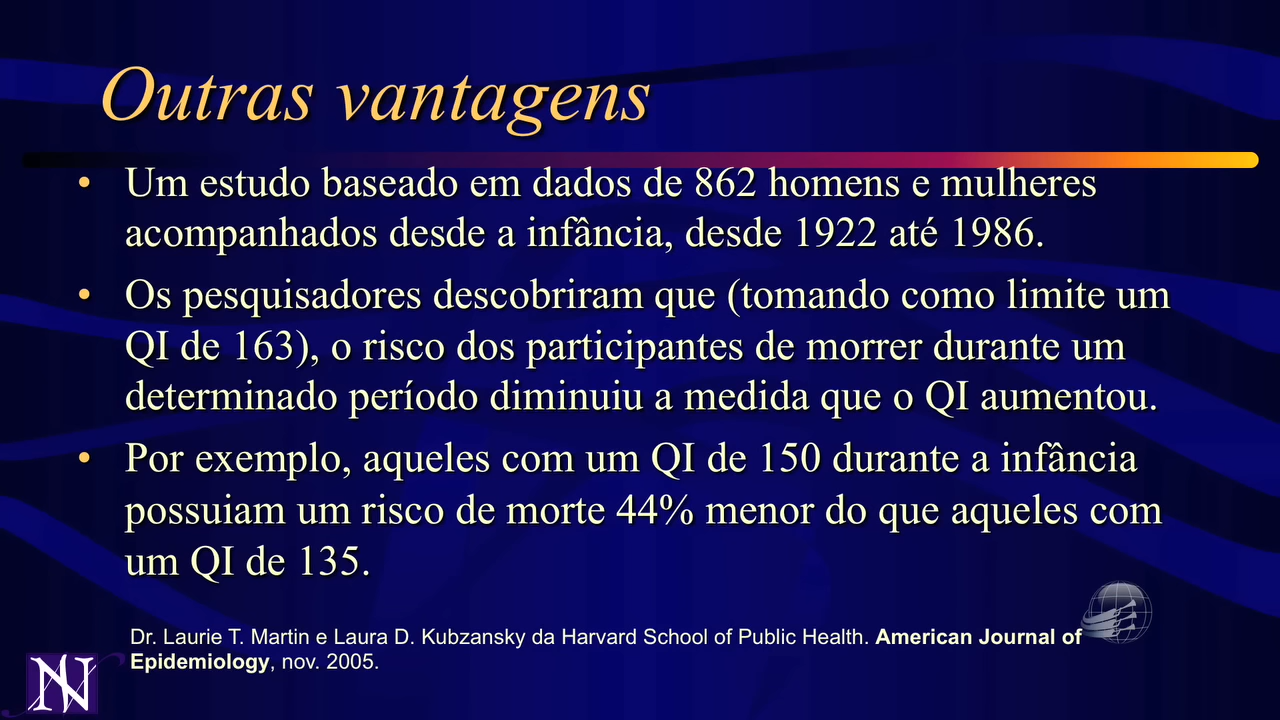 Outras vantagens
• Um estudo baseado em dados de 862 homens e mulheres
acompanhados desde a infância, desde 1922 até 1986.
• Os pesquisadores descobriram que (tomando como limite um
QI de 163), o risco dos participantes de morrer durante um
determinado período diminuiu a medida que o QI aumentou.
• Por exemplo, aqueles com um QI de 150 durante a infância
possuiam um risco de morte 44% menor do que aqueles com
um QI de 135.
Dr. Laurie T. Martin e Laura D. Kubzansky da Harvard School of Public Health. American Journal of
Epidemiology, nov. 2005.